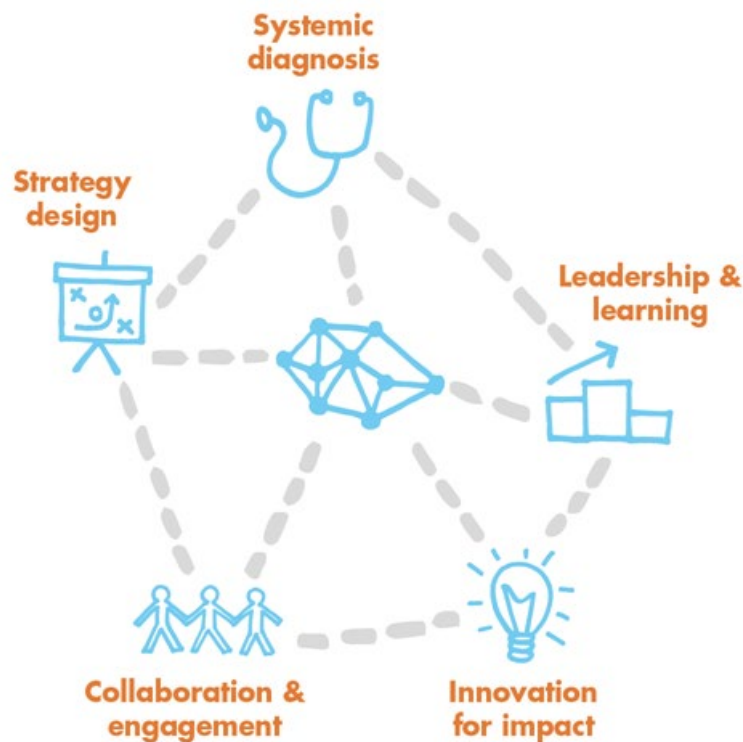 Systemic
diagnosis
Strategy
design
Leadership &
learning
Collaboration &
engagement
Innovation
for impact